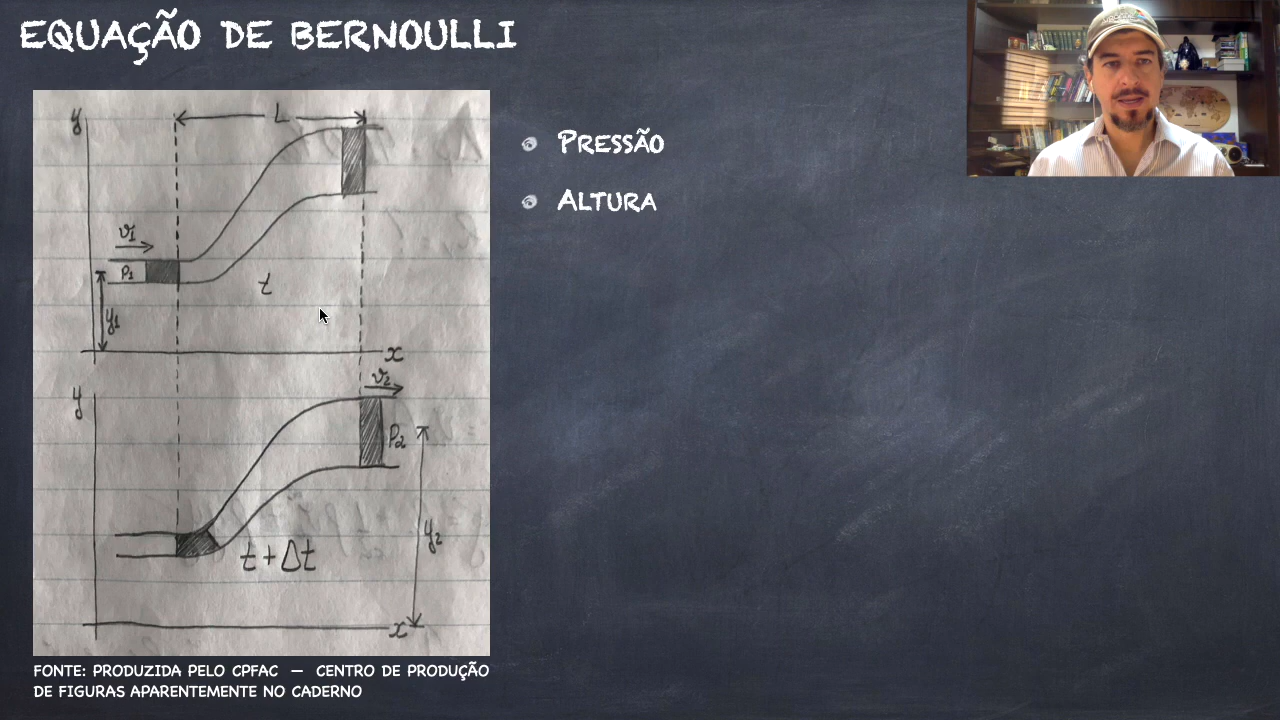 EQUAÇÃO DE BERNOULLI
PRESSÃO
ALTURA
y
L
v1
P1
t
y1
x
y
v2
P2
y2
t + Δt
x
FONTE: PRODUZIDA PELO CPFAC — CENTRO DE PRODUÇÃO
DE FIGURAS APARENTEMENTE NO CADERNO